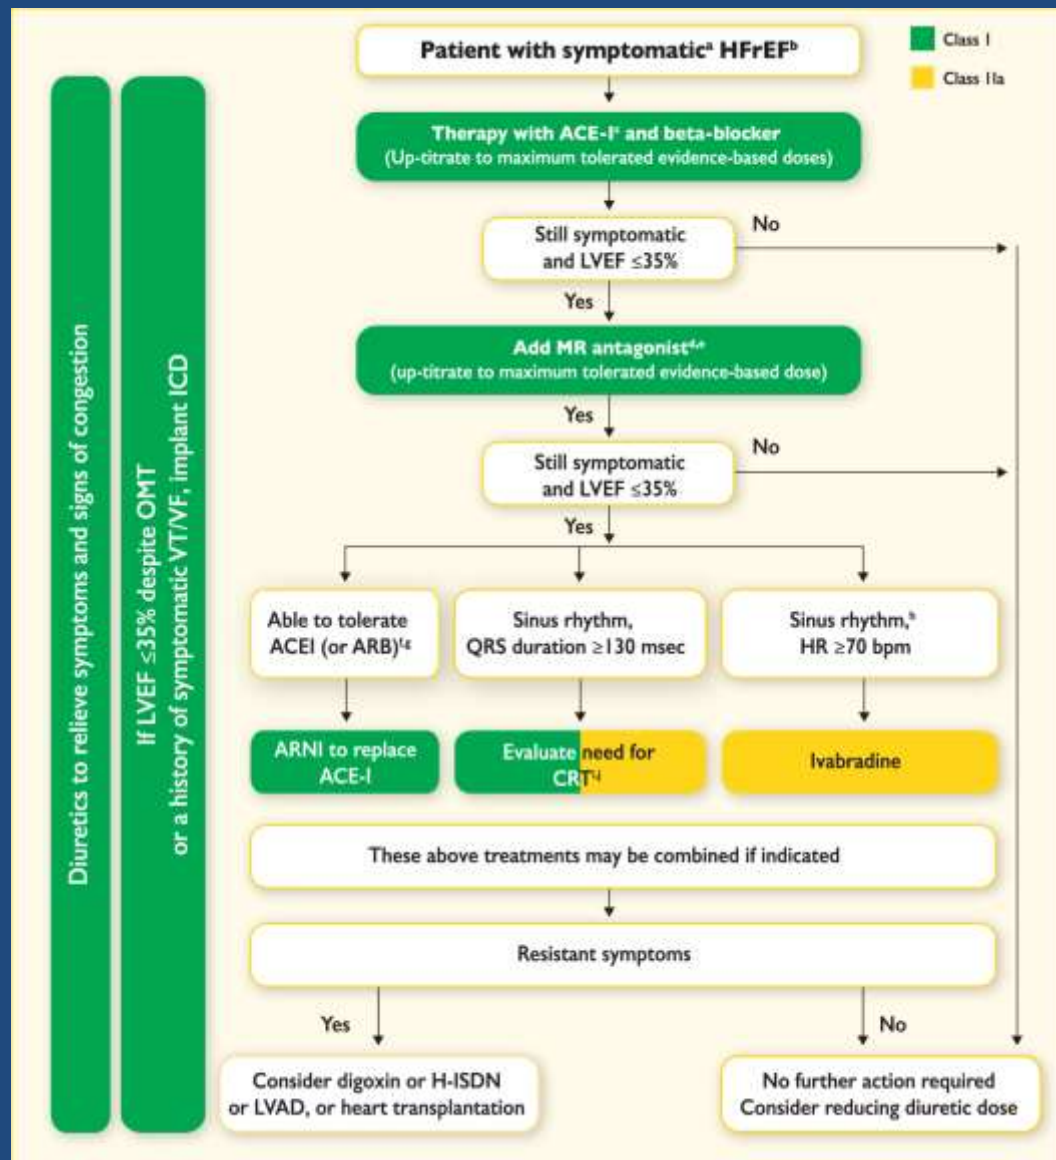 Patient with symptomaticᵃ HFrEFᵇ
Class I
Class IIa
Therapy with ACE-Iᶜ and beta-blocker
(Up-titrate to maximum tolerated evidence-based doses)
No
Still symptomatic
and LVEF ≤35%
Yes
Add MR antagonistᵈ,ᵉ
(up-titrate to maximum tolerated evidence-based dose)
Yes
No
Still symptomatic
and LVEF ≤35%
Yes
Able to tolerate
ACEI (or ARB)ᶠ,ᵍ
Sinus rhythm,
QRS duration ≥130 msec
Sinus rhythm,ʰ
HR ≥70 bpm
ARNI to replace
ACE-I
Evaluate need for
CRTⁱ,ʲ
Ivabradine
These above treatments may be combined if indicated
Resistant symptoms
Yes
No
Consider digoxin or H-ISDN
or LVAD, or heart transplantation
No further action required
Consider reducing diuretic dose
Diuretics to relieve symptoms and signs of congestion
If LVEF ≤35% despite OMT
or a history of symptomatic VT/VF, implant ICD